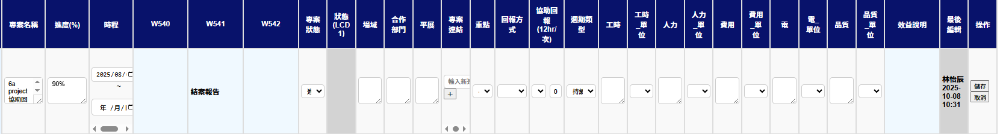 專案名稱
進度(%)
時程
W540
W541
W542
專案
狀態
狀態
(LCD
1)
場域
合作
部門
平展
專案
連結
重點
回報方
式
協助回
報
(12hr/
次)
週期類
型
工時
工時
_單
位
人力
人力
_單
位
費用
費用
_單
位
電
電_
單位
品質
品質
_單
位
效益說明
最後
編輯
操作
6a
project
協助回
90%
2025/08/
~
年 /月/
結案報告
輸入新
+
0
持續
林怡辰
2025-
10-08
10:31
儲存
取消